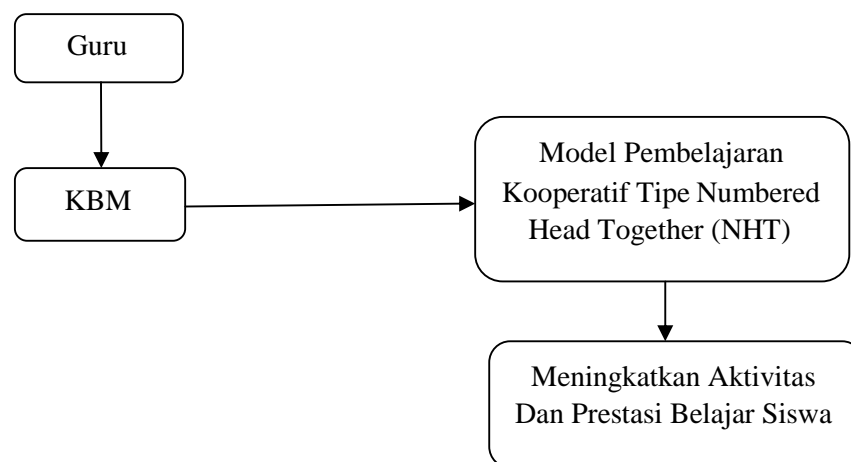 Guru
KBM
Model Pembelajaran
Kooperatif Tipe Numbered
Head Together (NHT)
Meningkatkan Aktivitas
Dan Prestasi Belajar Siswa